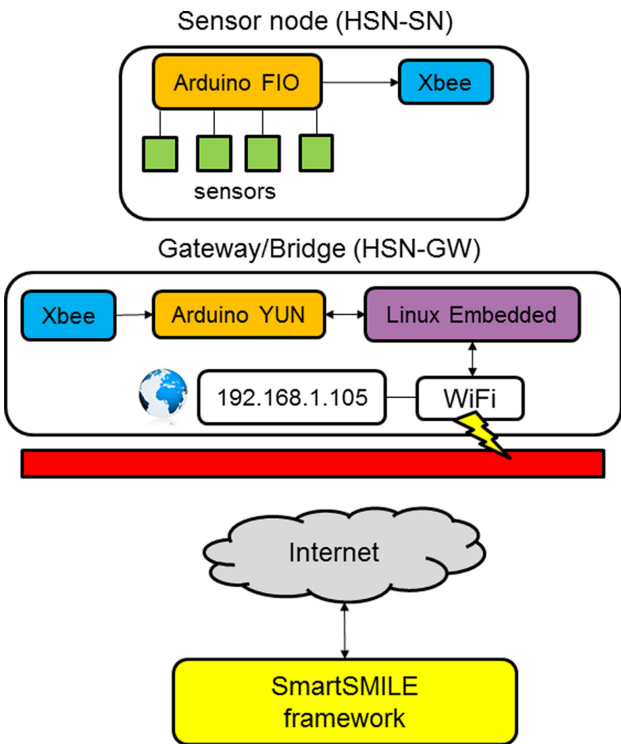 Sensor node (HSN-SN)
Arduino FIO
Xbee
sensors
Gateway/Bridge (HSN-GW)
Xbee
Arduino YUN
Linux Embedded
192.168.1.105
WiFi
Internet
SmartSMILE
framework